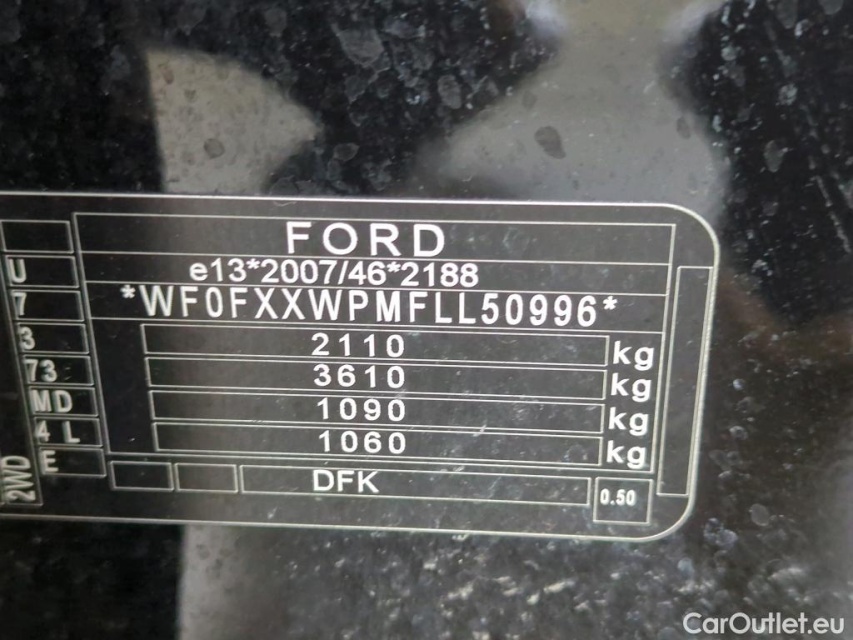 FORD
e13*2007/46*2188
*WF0FXXWPMFLL50996*
2110 kg
3610 kg
1090 kg
1060 kg
DFK
0.50
U
7
3
73
MD
4 L
E
2WD
CarOutlet.eu